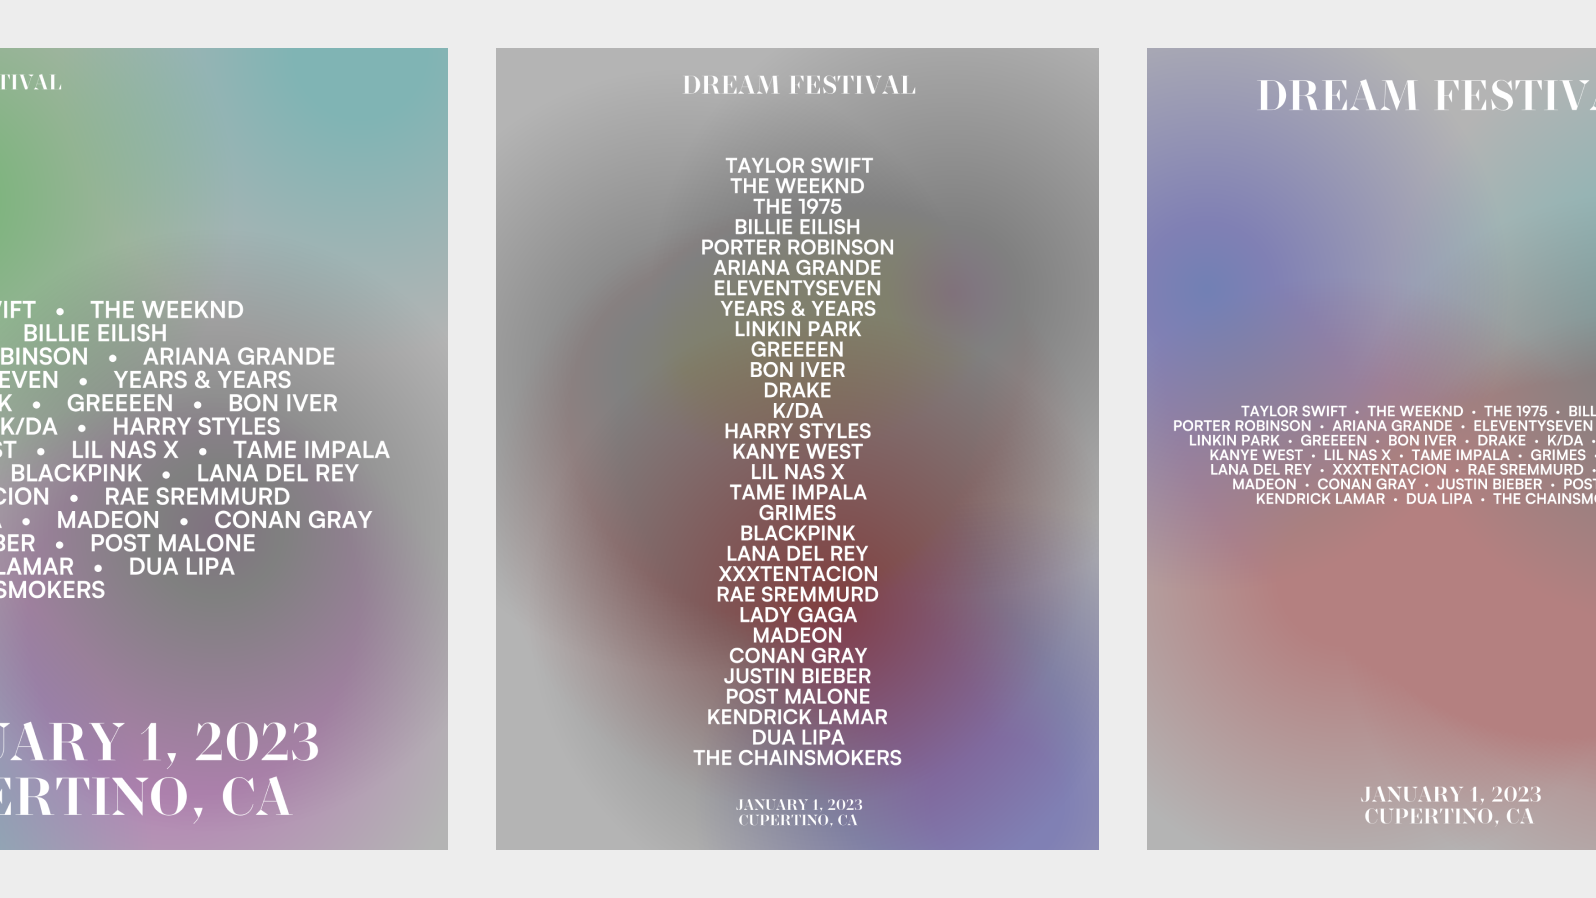 TIVAL
IFT • THE WEEKND
BILLIE EILISH
BINSON • ARIANA GRANDE
EVEN • YEARS & YEARS
K • GREEEEN • BON IVER
K/DA • HARRY STYLES
ST • LIL NAS X • TAME IMPALA
BLACKPINK • LANA DEL REY
CION • RAE SREMMURD
• MADEON • CONAN GRAY
BER • POST MALONE
LAMAR • DUA LIPA
SMOKERS
UARY 1, 2023
ERTINO, CA
DREAM FESTIVAL
TAYLOR SWIFT
THE WEEKND
THE 1975
BILLIE EILISH
PORTER ROBINSON
ARIANA GRANDE
ELEVENTYSEVEN
YEARS & YEARS
LINKIN PARK
GREEEEN
BON IVER
DRAKE
K/DA
HARRY STYLES
KANYE WEST
LIL NAS X
TAME IMPALA
GRIMES
BLACKPINK
LANA DEL REY
XXXTENTACION
RAE SREMMURD
LADY GAGA
MADEON
CONAN GRAY
JUSTIN BIEBER
POST MALONE
KENDRICK LAMAR
DUA LIPA
THE CHAINSMOKERS
JANUARY 1, 2023
CUPERTINO, CA
DREAM FESTIV
TAYLOR SWIFT • THE WEEKND • THE 1975 • BILL
PORTER ROBINSON • ARIANA GRANDE • ELEVENTYSEVEN
LINKIN PARK • GREEEEN • BON IVER • DRAKE • K/DA •
KANYE WEST • LIL NAS X • TAME IMPALA • GRIMES •
LANA DEL REY • XXXTENTACION • RAE SREMMURD •
MADEON • CONAN GRAY • JUSTIN BIEBER • POST
KENDRICK LAMAR • DUA LIPA • THE CHAINSM
JANUARY 1, 2023
CUPERTINO, CA